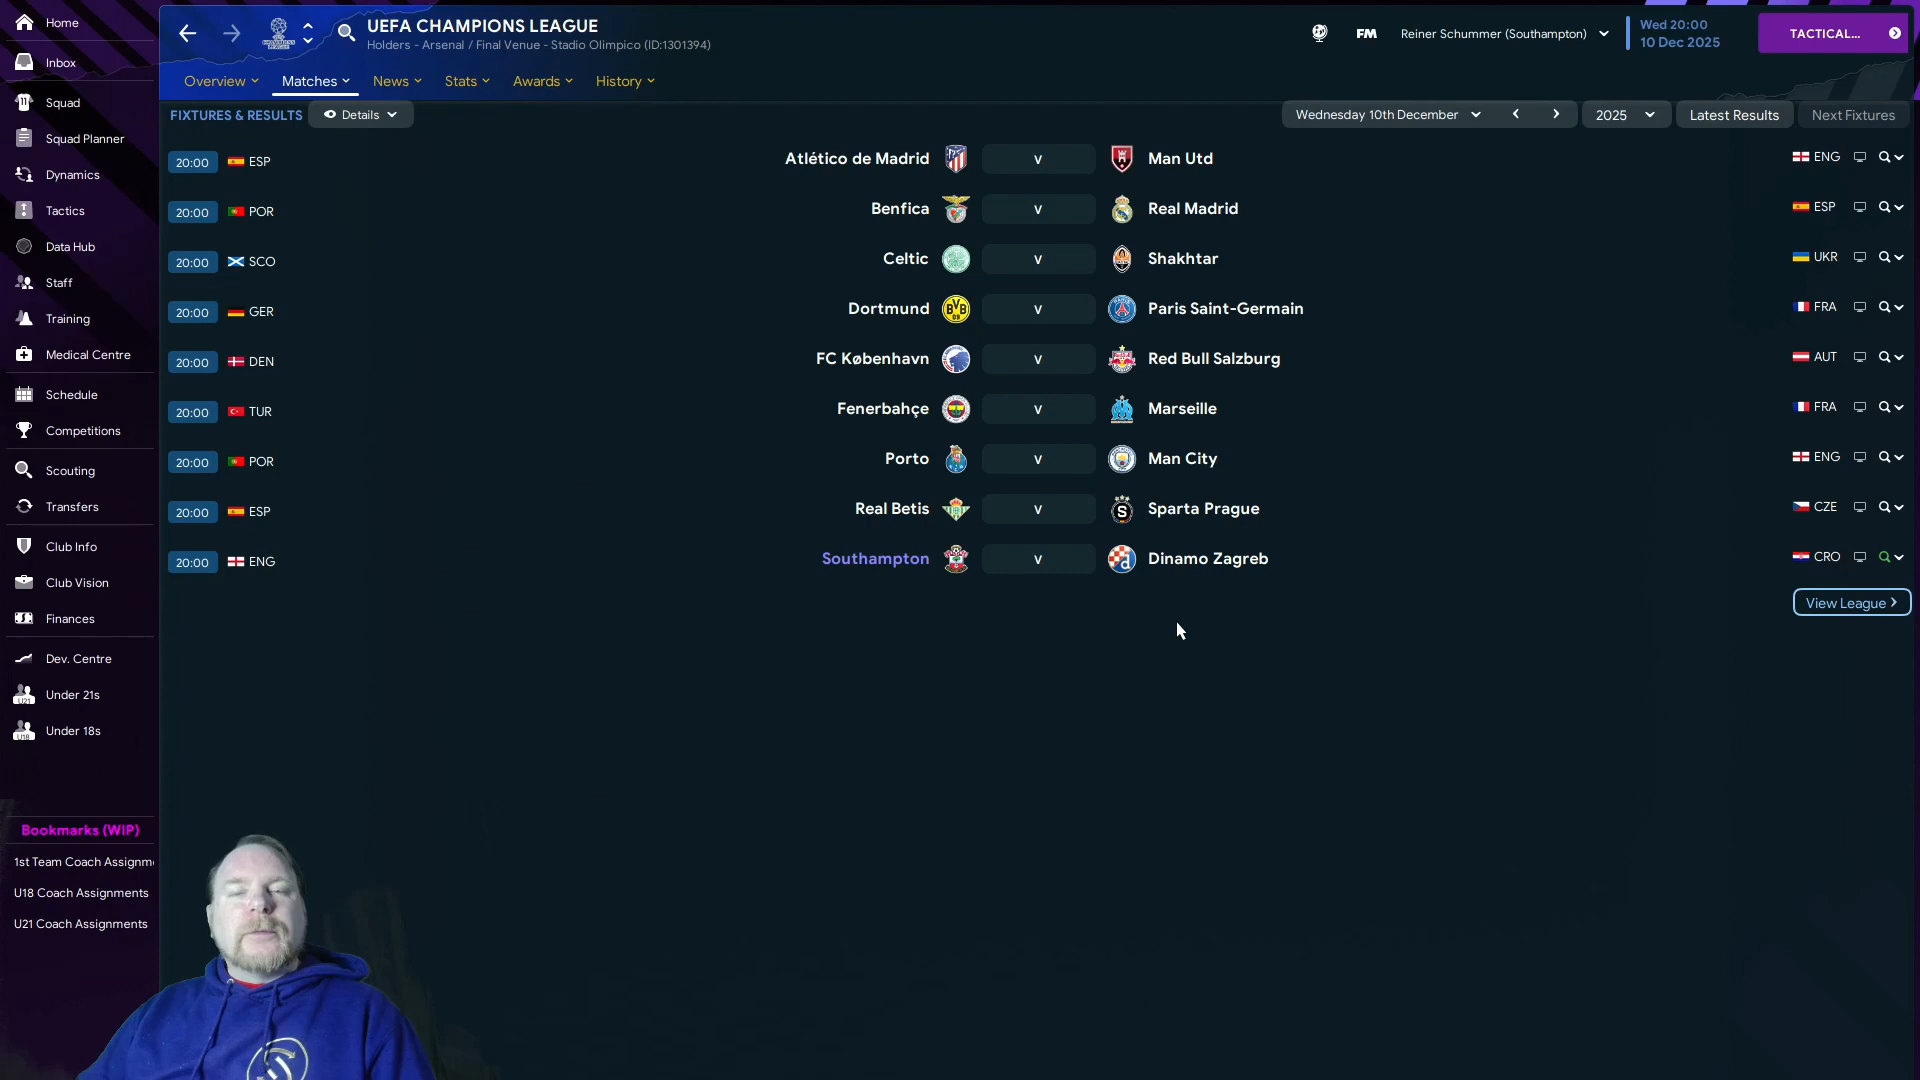 Home
Inbox
Squad
Squad Planner
Dynamics
Tactics
Data Hub
Staff
Training
Medical Centre
Schedule
Competitions
Scouting
Transfers
Club Info
Club Vision
Finances
Dev. Centre
Under 21s
Under 18s
Bookmarks (WIP)
1st Team Coach Assignme
U18 Coach Assignments
U21 Coach Assignments
UEFA CHAMPIONS LEAGUE
Holders - Arsenal / Final Venue - Stadio Olimpico (ID:1301394)
FM Reiner Schummer (Southampton)
Wed 20:00
10 Dec 2025
TACTICAL...
Overview Matches News Stats Awards History
FIXTURES & RESULTS Details Wednesday 10th December 2025 Latest Results Next Fixtures
20:00 ESP Atlético de Madrid v Man Utd ENG
20:00 POR Benfica v Real Madrid ESP
20:00 SCO Celtic v Shakhtar UKR
20:00 GER Dortmund v Paris Saint-Germain FRA
20:00 DEN FC København v Red Bull Salzburg AUT
20:00 TUR Fenerbahçe v Marseille FRA
20:00 POR Porto v Man City ENG
20:00 ESP Real Betis v Sparta Prague CZE
20:00 ENG Southampton v Dinamo Zagreb CRO
View League